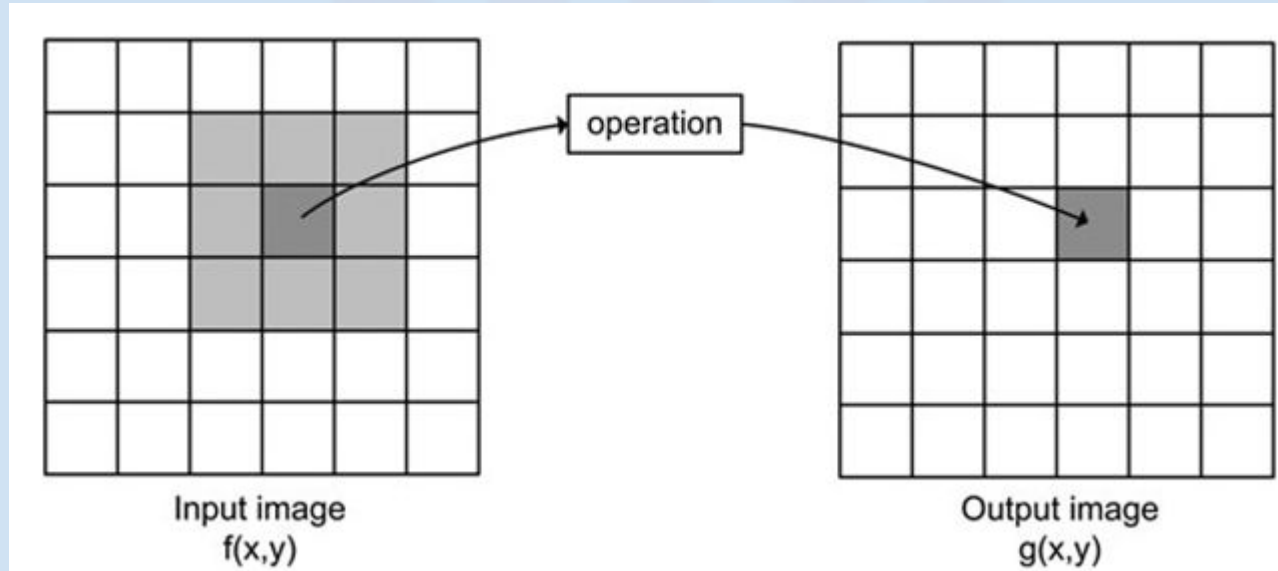 operation
Input image
f(x,y)
Output image
g(x,y)